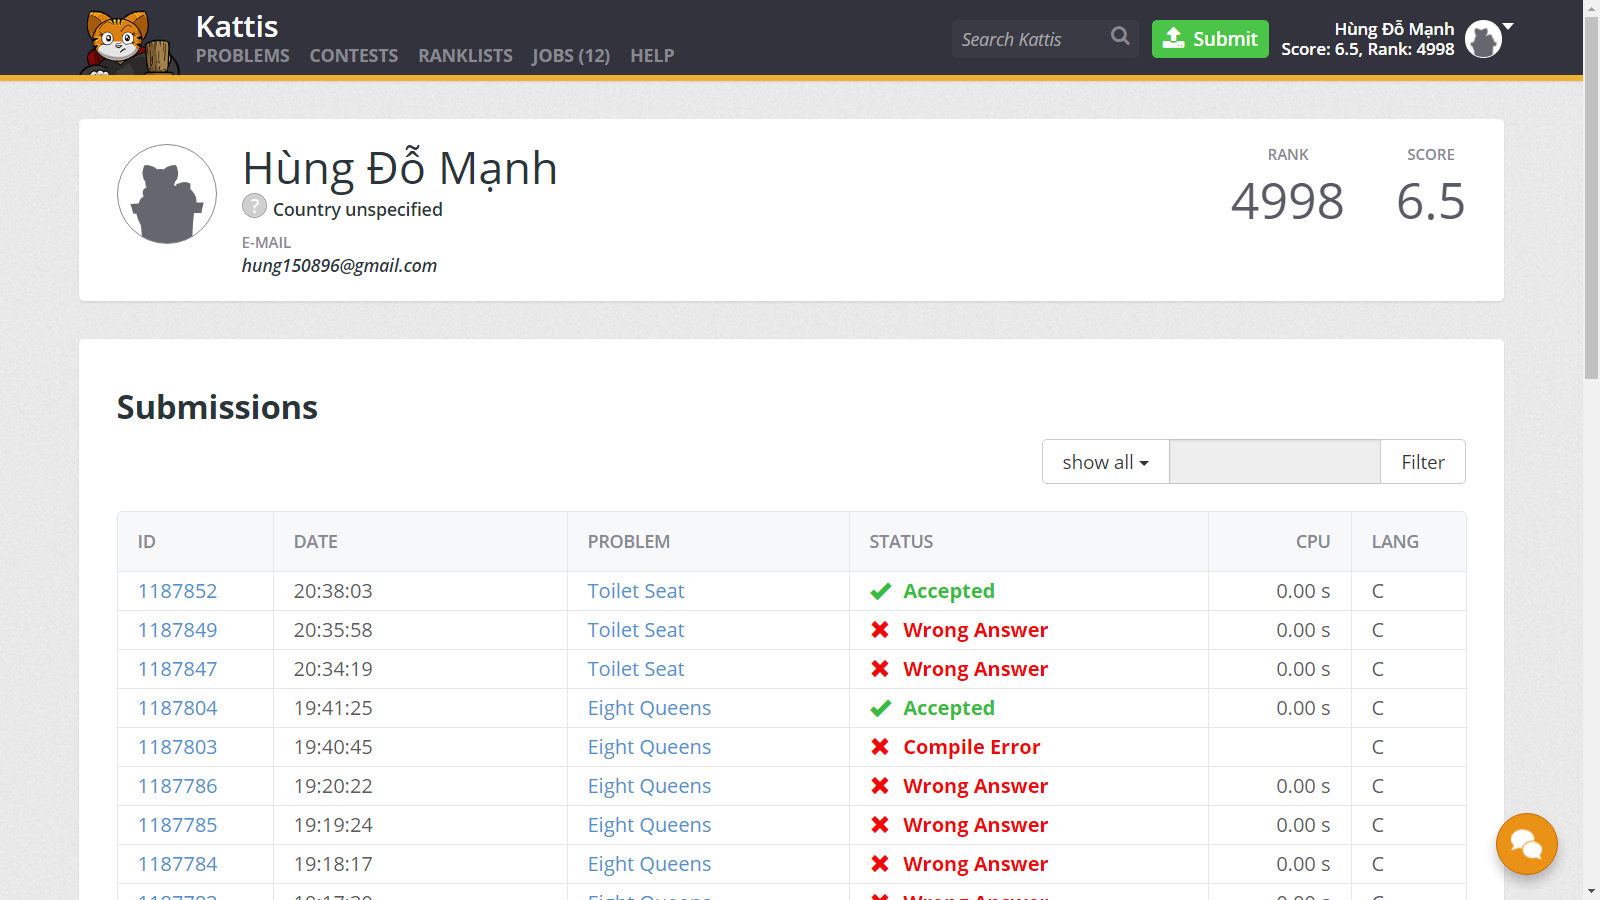 Kattis
PROBLEMS CONTESTS RANKLISTS JOBS (12) HELP
Search Kattis
Submit
Hùng Đỗ Mạnh
Score: 6.5, Rank: 4998
Hùng Đỗ Mạnh
? Country unspecified
E-MAIL
hung150896@gmail.com
RANK
4998
SCORE
6.5
Submissions
show all
Filter
ID DATE PROBLEM STATUS CPU LANG
1187852 20:38:03 Toilet Seat Accepted 0.00 s C
1187849 20:35:58 Toilet Seat Wrong Answer 0.00 s C
1187847 20:34:19 Toilet Seat Wrong Answer 0.00 s C
1187804 19:41:25 Eight Queens Accepted 0.00 s C
1187803 19:40:45 Eight Queens Compile Error C
1187786 19:20:22 Eight Queens Wrong Answer 0.00 s C
1187785 19:19:24 Eight Queens Wrong Answer 0.00 s C
1187784 19:18:17 Eight Queens Wrong Answer 0.00 s C